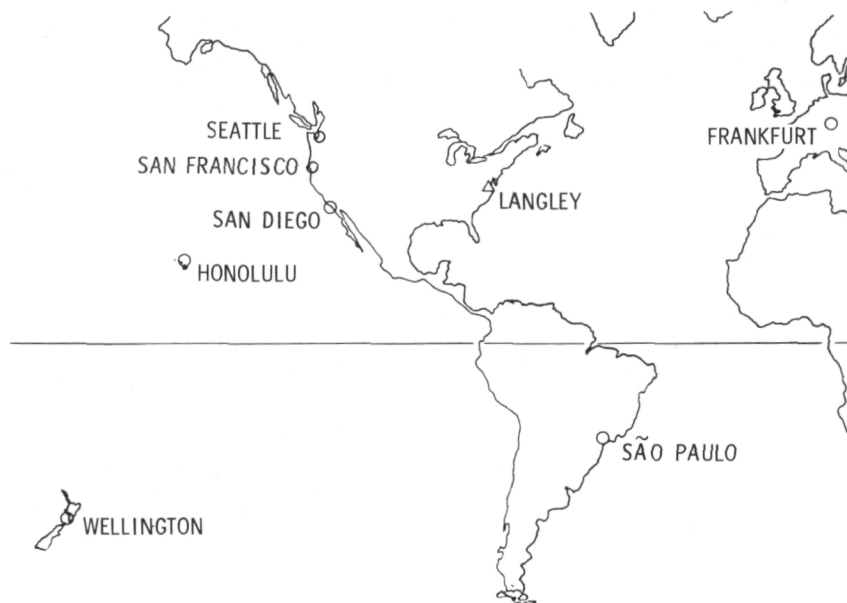 SEATTLE
FRANKFURT
SAN FRANCISCO
LANGLEY
SAN DIEGO
HONOLULU
SÃO PAULO
WELLINGTON